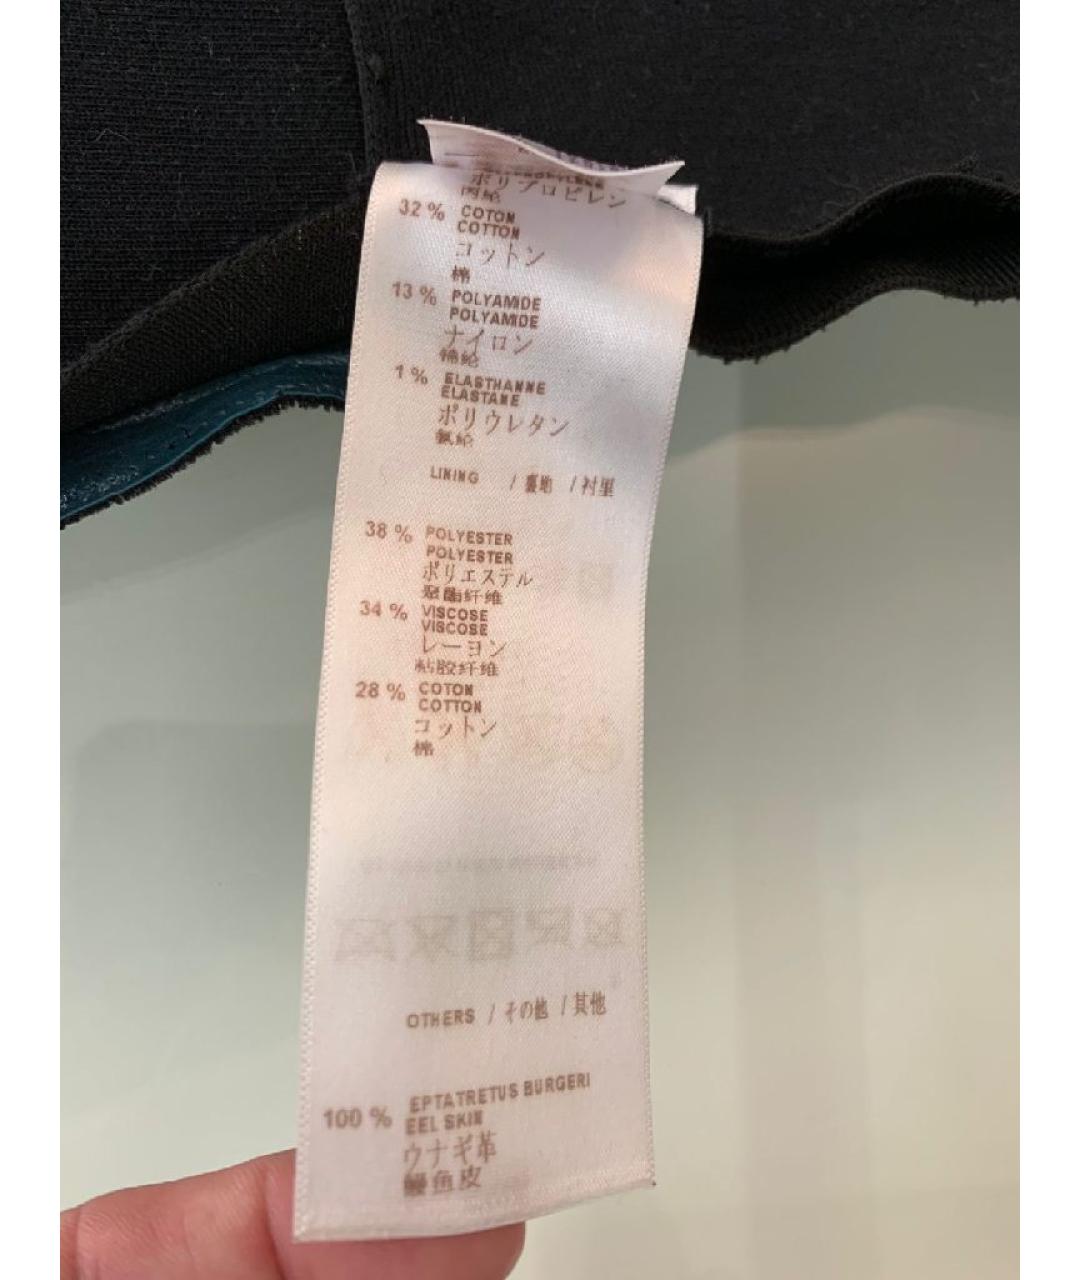 ポリプロピレン
丙纶
32 % COTON
COTTON
コットン
棉
13 % POLYAMIDE
POLYAMIDE
ナイロン
锦纶
1 % ELASTHANNE
ELASTANE
ポリウレタン
氨纶
LINING / 裏地 / 衬里
38 % POLYESTER
POLYESTER
ポリエステル
聚酯纤维
34 % VISCOSE
VISCOSE
レーヨン
粘胶纤维
28 % COTON
COTTON
コットン
棉
OTHERS / その他 / 其他
100 % EPTATRETUS BURGERI
EEL SKIN
ウナギ革
鳗鱼皮